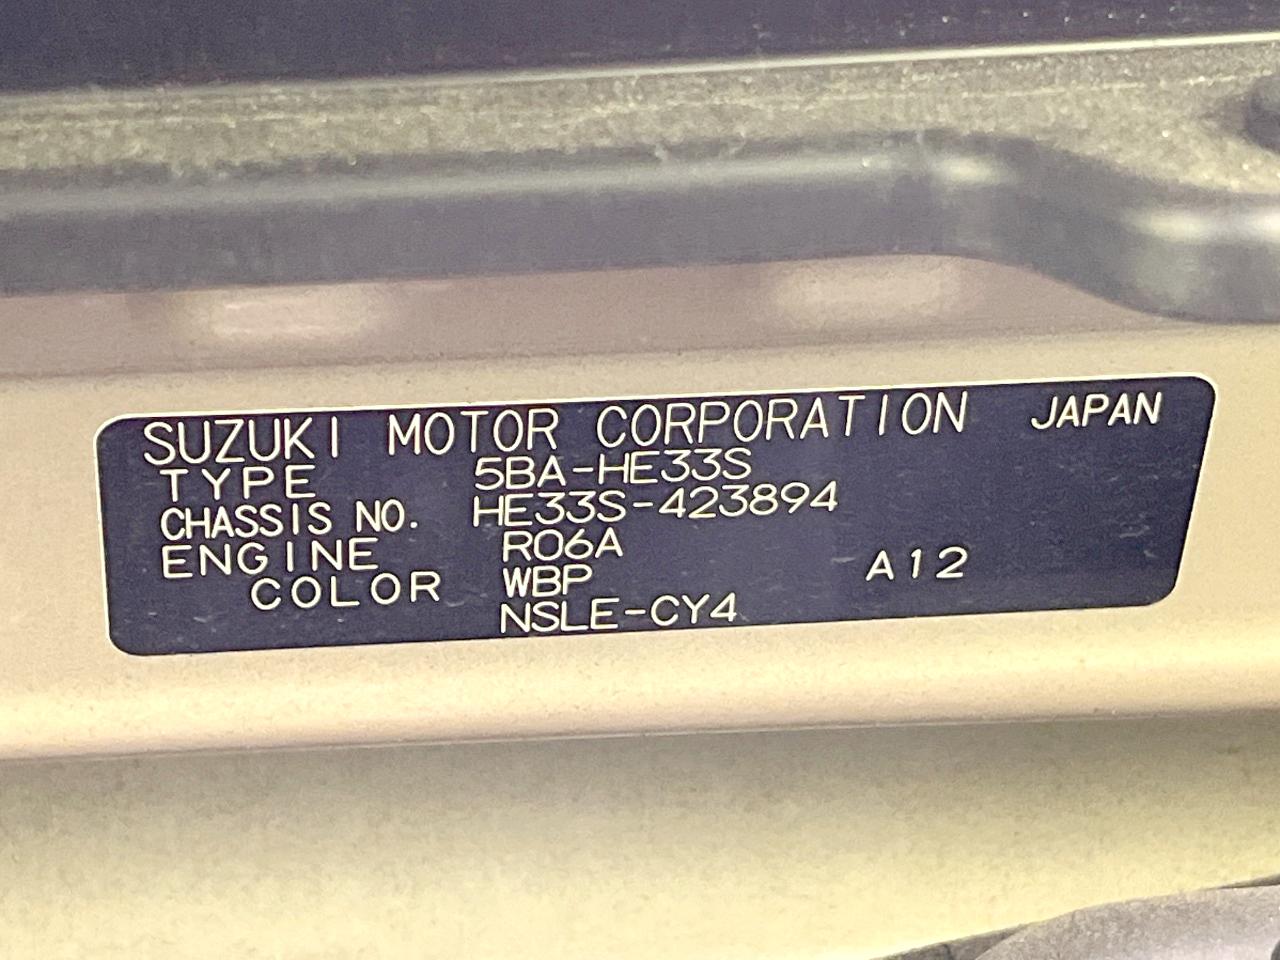 SUZUKI MOTOR CORPORATION JAPAN
TYPE 5BA-HE33S
CHASSIS NO. HE33S-423894
ENGINE R06A
COLOR WBP A12
NSLE-CY4